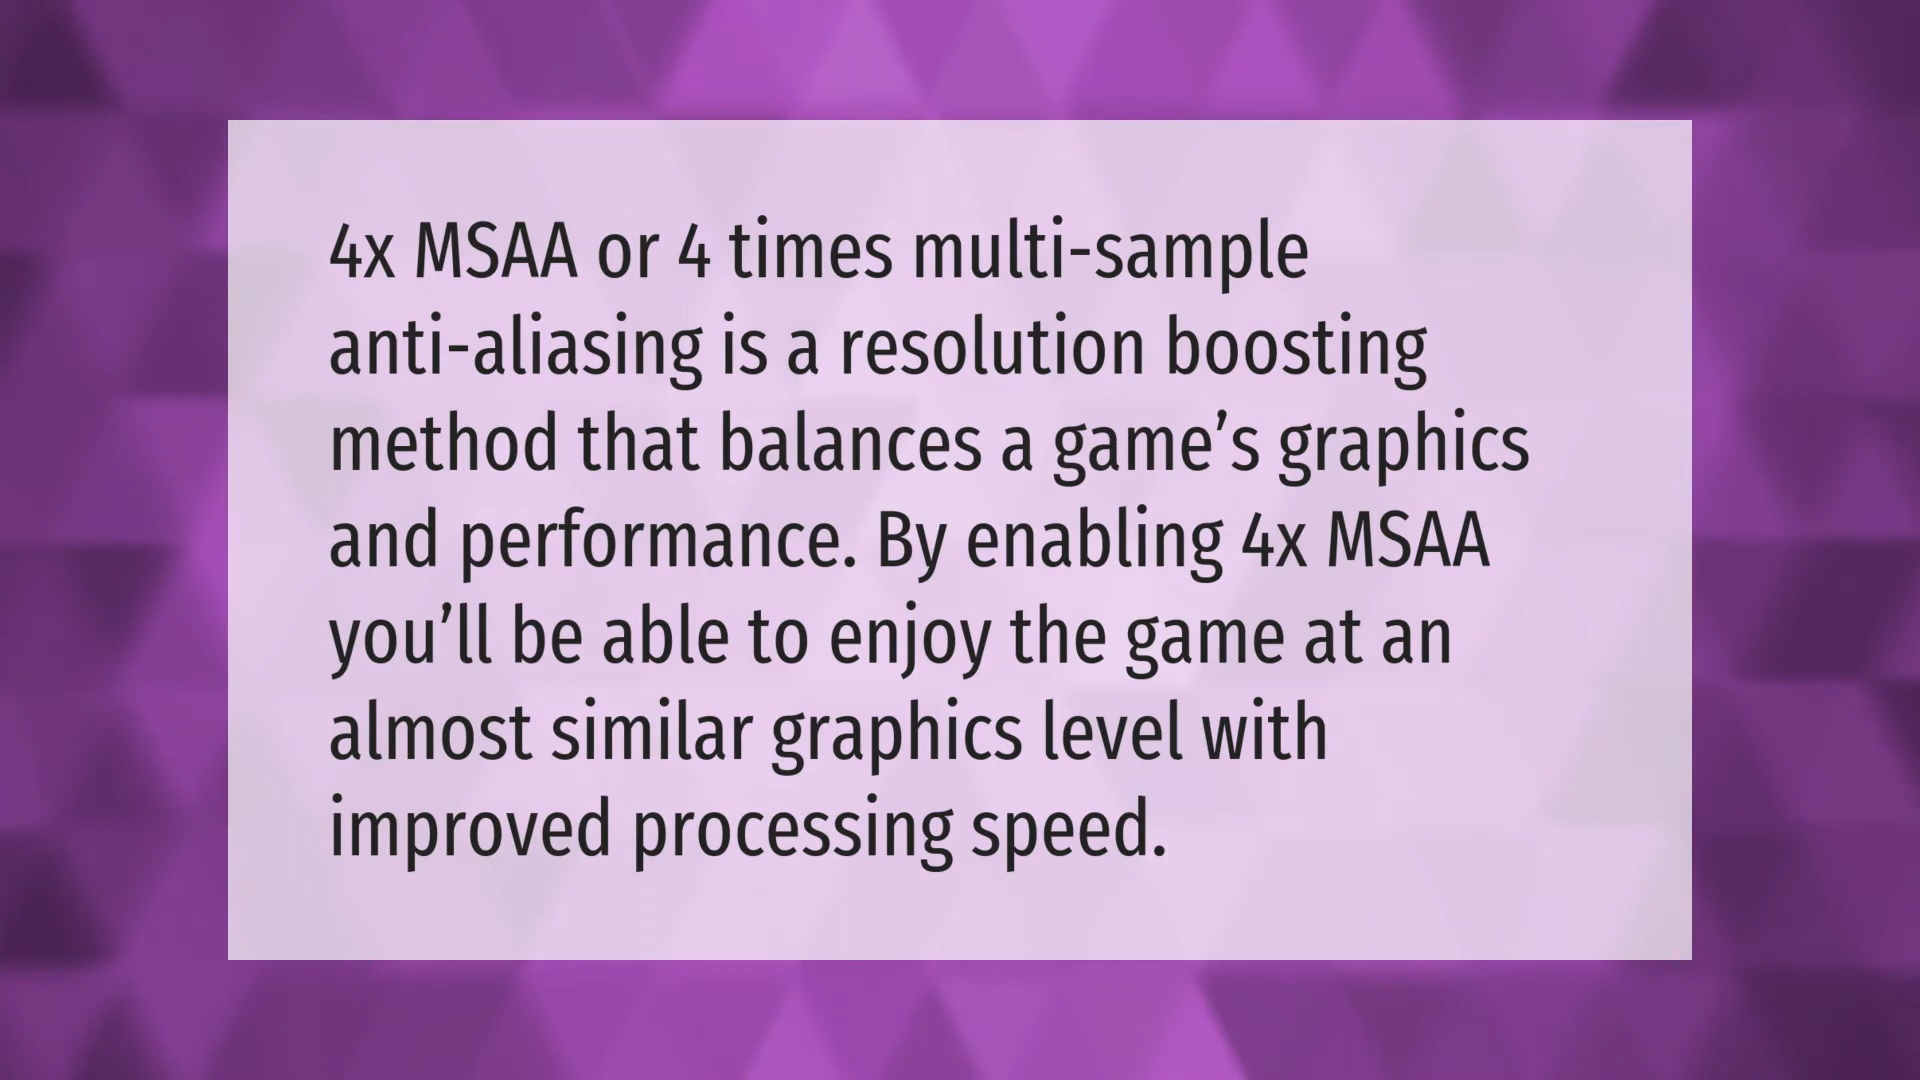 4x MSAA or 4 times multi-sample
anti-aliasing is a resolution boosting
method that balances a game’s graphics
and performance. By enabling 4x MSAA
you’ll be able to enjoy the game at an
almost similar graphics level with
improved processing speed.